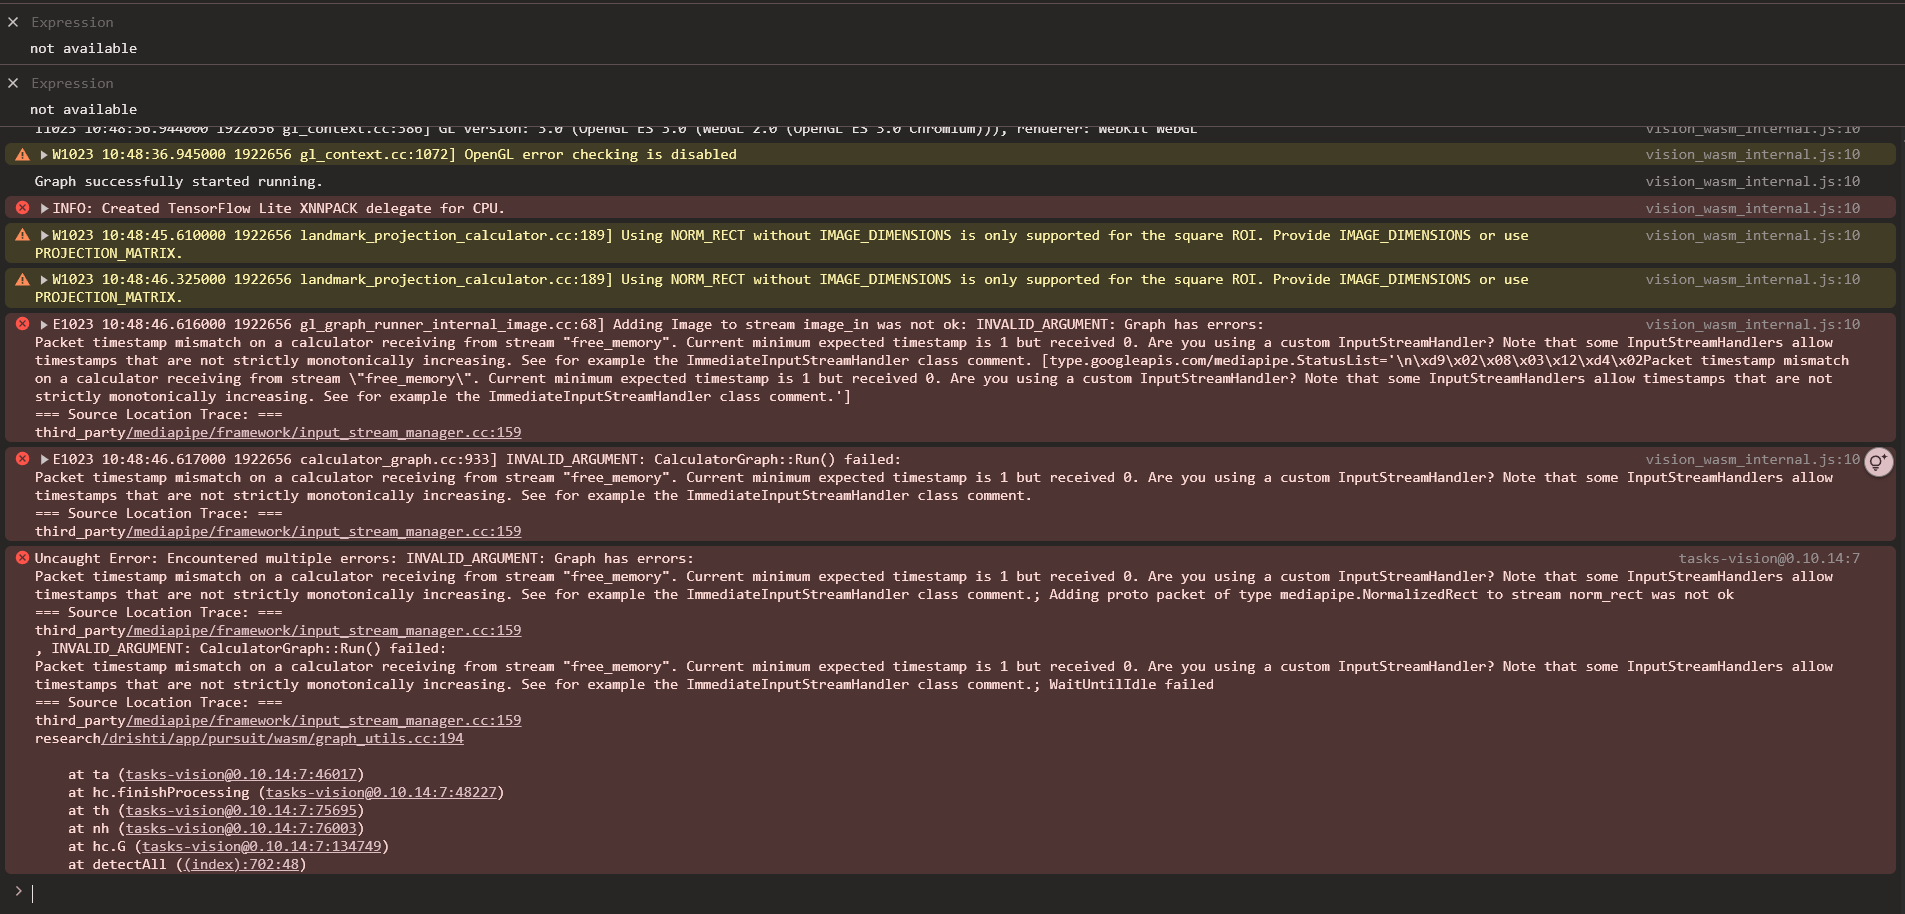 Expression
not available
Expression
not available
I1023 10:48:36.944000 1922656 gl_context.cc:386] GL version: 3.0 (OpenGL ES 3.0 (WebGL 2.0 (OpenGL ES 3.0 Chromium))), renderer: WebKit WebGL vision_wasm_internal.js:10
W1023 10:48:36.945000 1922656 gl_context.cc:1072] OpenGL error checking is disabled vision_wasm_internal.js:10
Graph successfully started running. vision_wasm_internal.js:10
INFO: Created TensorFlow Lite XNNPACK delegate for CPU. vision_wasm_internal.js:10
W1023 10:48:45.610000 1922656 landmark_projection_calculator.cc:189] Using NORM_RECT without IMAGE_DIMENSIONS is only supported for the square ROI. Provide IMAGE_DIMENSIONS or use vision_wasm_internal.js:10
PROJECTION_MATRIX.
W1023 10:48:46.325000 1922656 landmark_projection_calculator.cc:189] Using NORM_RECT without IMAGE_DIMENSIONS is only supported for the square ROI. Provide IMAGE_DIMENSIONS or use vision_wasm_internal.js:10
PROJECTION_MATRIX.
E1023 10:48:46.616000 1922656 gl_graph_runner_internal_image.cc:68] Adding Image to stream image_in was not ok: INVALID_ARGUMENT: Graph has errors: vision_wasm_internal.js:10
Packet timestamp mismatch on a calculator receiving from stream "free_memory". Current minimum expected timestamp is 1 but received 0. Are you using a custom InputStreamHandler? Note that some InputStreamHandlers allow
timestamps that are not strictly monotonically increasing. See for example the ImmediateInputStreamHandler class comment. [type.googleapis.com/mediapipe.StatusList='\n\xd9\x02\x08\x03\x12\xd4\x02Packet timestamp mismatch
on a calculator receiving from stream \"free_memory\". Current minimum expected timestamp is 1 but received 0. Are you using a custom InputStreamHandler? Note that some InputStreamHandlers allow timestamps that are not
strictly monotonically increasing. See for example the ImmediateInputStreamHandler class comment.']
=== Source Location Trace: ===
third_party/mediapipe/framework/input_stream_manager.cc:159
E1023 10:48:46.617000 1922656 calculator_graph.cc:933] INVALID_ARGUMENT: CalculatorGraph::Run() failed: vision_wasm_internal.js:10
Packet timestamp mismatch on a calculator receiving from stream "free_memory". Current minimum expected timestamp is 1 but received 0. Are you using a custom InputStreamHandler? Note that some InputStreamHandlers allow
timestamps that are not strictly monotonically increasing. See for example the ImmediateInputStreamHandler class comment.
=== Source Location Trace: ===
third_party/mediapipe/framework/input_stream_manager.cc:159
Uncaught Error: Encountered multiple errors: INVALID_ARGUMENT: Graph has errors: tasks-vision@0.10.14:7
Packet timestamp mismatch on a calculator receiving from stream "free_memory". Current minimum expected timestamp is 1 but received 0. Are you using a custom InputStreamHandler? Note that some InputStreamHandlers allow
timestamps that are not strictly monotonically increasing. See for example the ImmediateInputStreamHandler class comment.; Adding proto packet of type mediapipe.NormalizedRect to stream norm_rect was not ok
=== Source Location Trace: ===
third_party/mediapipe/framework/input_stream_manager.cc:159
, INVALID_ARGUMENT: CalculatorGraph::Run() failed:
Packet timestamp mismatch on a calculator receiving from stream "free_memory". Current minimum expected timestamp is 1 but received 0. Are you using a custom InputStreamHandler? Note that some InputStreamHandlers allow
timestamps that are not strictly monotonically increasing. See for example the ImmediateInputStreamHandler class comment.; WaitUntilIdle failed
=== Source Location Trace: ===
third_party/mediapipe/framework/input_stream_manager.cc:159
research/drishti/app/pursuit/wasm/graph_utils.cc:194
at ta (tasks-vision@0.10.14:7:46017)
at hc.finishProcessing (tasks-vision@0.10.14:7:48227)
at th (tasks-vision@0.10.14:7:75695)
at nh (tasks-vision@0.10.14:7:76003)
at hc.G (tasks-vision@0.10.14:7:134749)
at detectAll ((index):702:48)